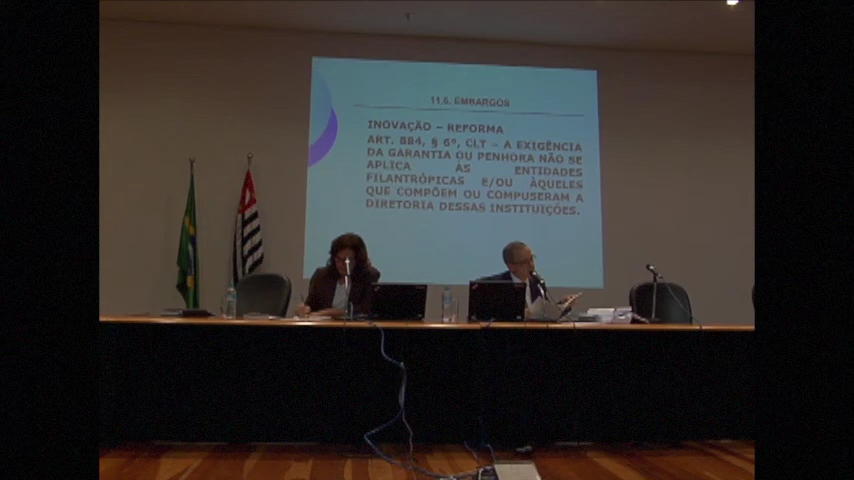 11.6. EMBARGOS
INOVAÇÃO – REFORMA
ART. 884, § 6º, CLT – A EXIGÊNCIA
DA GARANTIA OU PENHORA NÃO SE
APLICA ÀS ENTIDADES
FILANTRÓPICAS E/OU ÀQUELES
QUE COMPÕEM OU COMPUSERAM A
DIRETORIA DESSAS INSTITUIÇÕES.